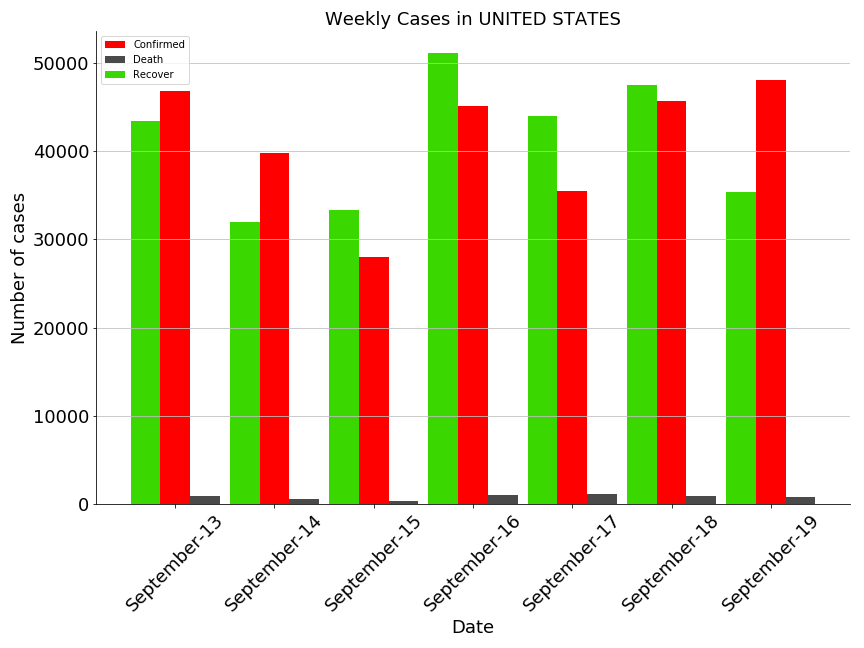 Weekly Cases in UNITED STATES
Confirmed
Death
Recover
Number of cases
50000
40000
30000
20000
10000
0
September-13
September-14
September-15
September-16
September-17
September-18
September-19
Date